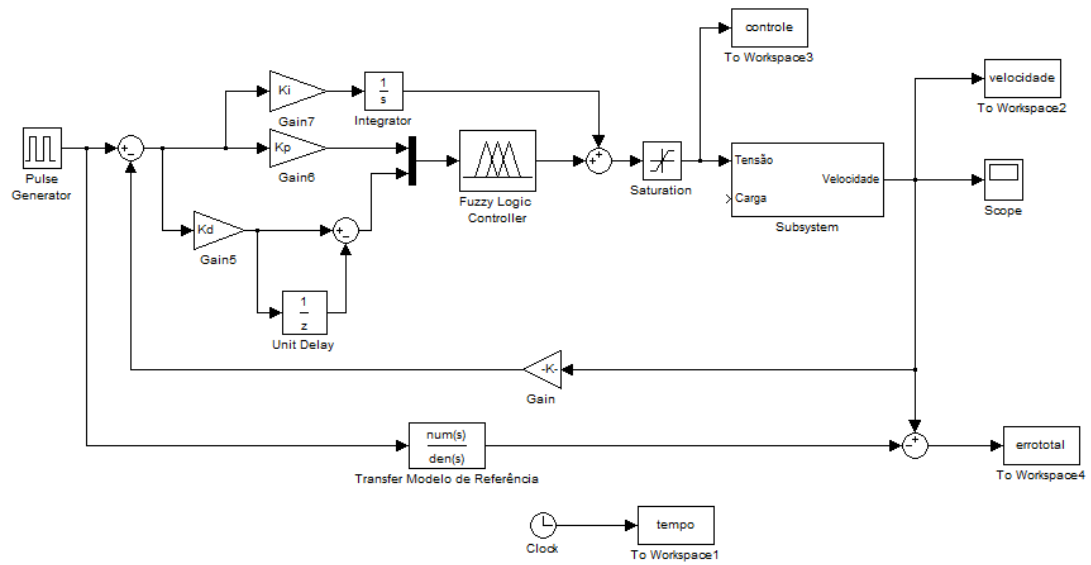 controle
To Workspace3
velocidade
To Workspace2
Ki
Gain7
1
s
Integrator
Pulse
Generator
Kp
Gain6
Fuzzy Logic
Controller
Saturation
Tensão
Velocidade
Carga
Subsystem
Scope
Kd
Gain5
1
z
Unit Delay
-K-
Gain
num(s)
den(s)
Transfer Modelo de Referência
errototal
To Workspace4
Clock
tempo
To Workspace1